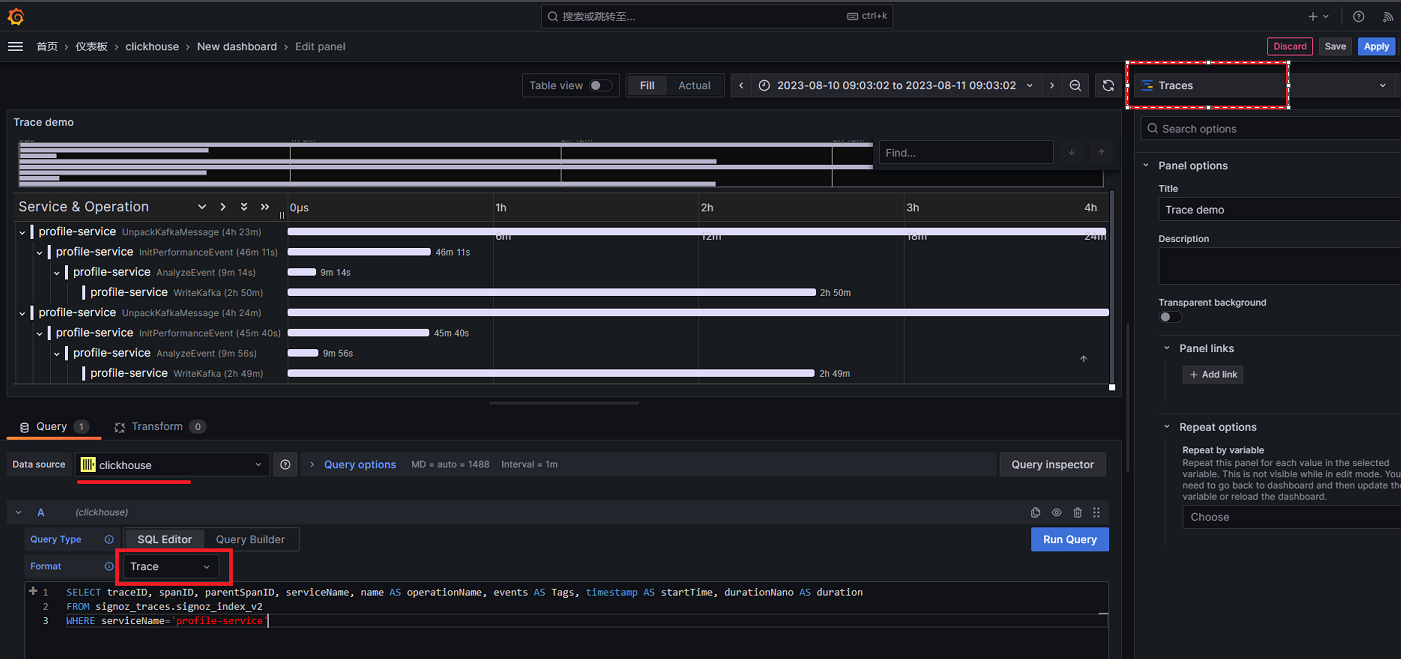 搜索或跳转至...
ctrl+k
首页 › 仪表板 › clickhouse › New dashboard › Edit panel
Discard Save Apply
Table view Fill Actual 2023-08-10 09:03:02 to 2023-08-11 09:03:02
Traces
Search options
Trace demo
Find...
Panel options
Title
Trace demo
Description
Transparent background
Panel links
+ Add link
Repeat options
Repeat by variable
Repeat this panel for each value in the selected
variable. This is not visible while in edit mode. You
need to go back to dashboard and then update the
variable or reload the dashboard.
Choose
Service & Operation 0μs 1h 2h 3h 4h
6m 12m 18m 24m
profile-service UnpackKafkaMessage (4h 23m)
profile-service InitPerformanceEvent (46m 11s) 46m 11s
profile-service AnalyzeEvent (9m 14s) 9m 14s
profile-service WriteKafka (2h 50m) 2h 50m
profile-service UnpackKafkaMessage (4h 24m)
profile-service InitPerformanceEvent (45m 40s) 45m 40s
profile-service AnalyzeEvent (9m 56s) 9m 56s
profile-service WriteKafka (2h 49m) 2h 49m
Query 1 Transform 0
Data source clickhouse Query options MD = auto = 1488 Interval = 1m Query inspector
A (clickhouse)
Query Type SQL Editor Query Builder Run Query
Format Trace
1 SELECT traceID, spanID, parentSpanID, serviceName, name AS operationName, events AS Tags, timestamp AS startTime, durationNano AS duration
2 FROM signoz_traces.signoz_index_v2
3 WHERE serviceName='profile-service'